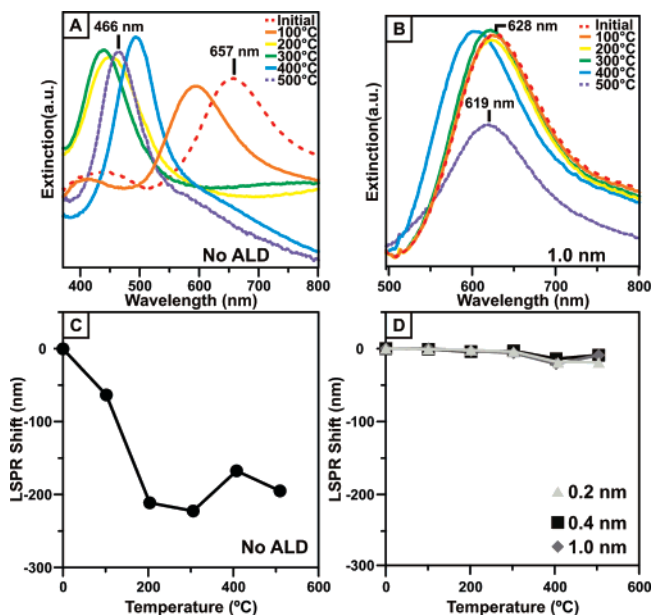 A
466 nm
657 nm
Initial
100°C
200°C
300°C
400°C
500°C
Extinction(a.u.)
No ALD
400 500 600 700 800
Wavelength (nm)
B
628 nm
619 nm
Initial
100°C
200°C
300°C
400°C
500°C
Extinction(a.u.)
1.0 nm
500 600 700 800
Wavelength (nm)
C
0
-100
-200
-300
LSPR Shift (nm)
No ALD
0 200 400 600
Temperature (ºC)
D
0
-100
-200
-300
LSPR Shift (nm)
0.2 nm
0.4 nm
1.0 nm
0 200 400 600
Temperature (ºC)